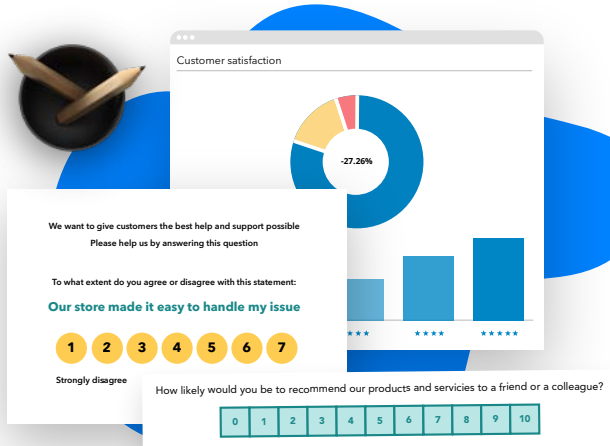 Customer satisfaction
-27.26%
★★★ ★★★★ ★★★★★
We want to give customers the best help and support possible
Please help us by answering this question
To what extent do you agree or disagree with this statement:
Our store made it easy to handle my issue
1 2 3 4 5 6 7
Strongly disagree
How likely would you be to recommend our products and servicies to a friend or a colleague?
0 1 2 3 4 5 6 7 8 9 10